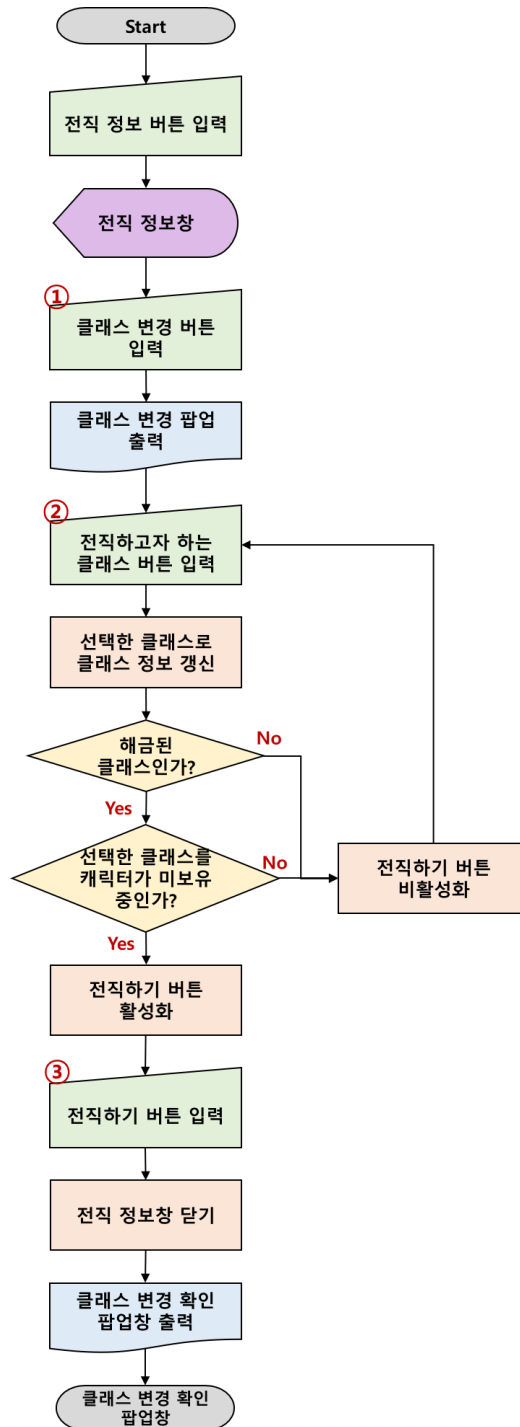 Start
전직 정보 버튼 입력
전직 정보창
①
클래스 변경 버튼
입력
클래스 변경 팝업
출력
②
전직하고자 하는
클래스 버튼 입력
선택한 클래스로
클래스 정보 갱신
해금된
클래스인가?
No
Yes
선택한 클래스를
캐릭터가 미보유
중인가?
No
전직하기 버튼
비활성화
Yes
전직하기 버튼
활성화
③
전직하기 버튼 입력
전직 정보창 닫기
클래스 변경 확인
팝업창 출력
클래스 변경 확인
팝업창